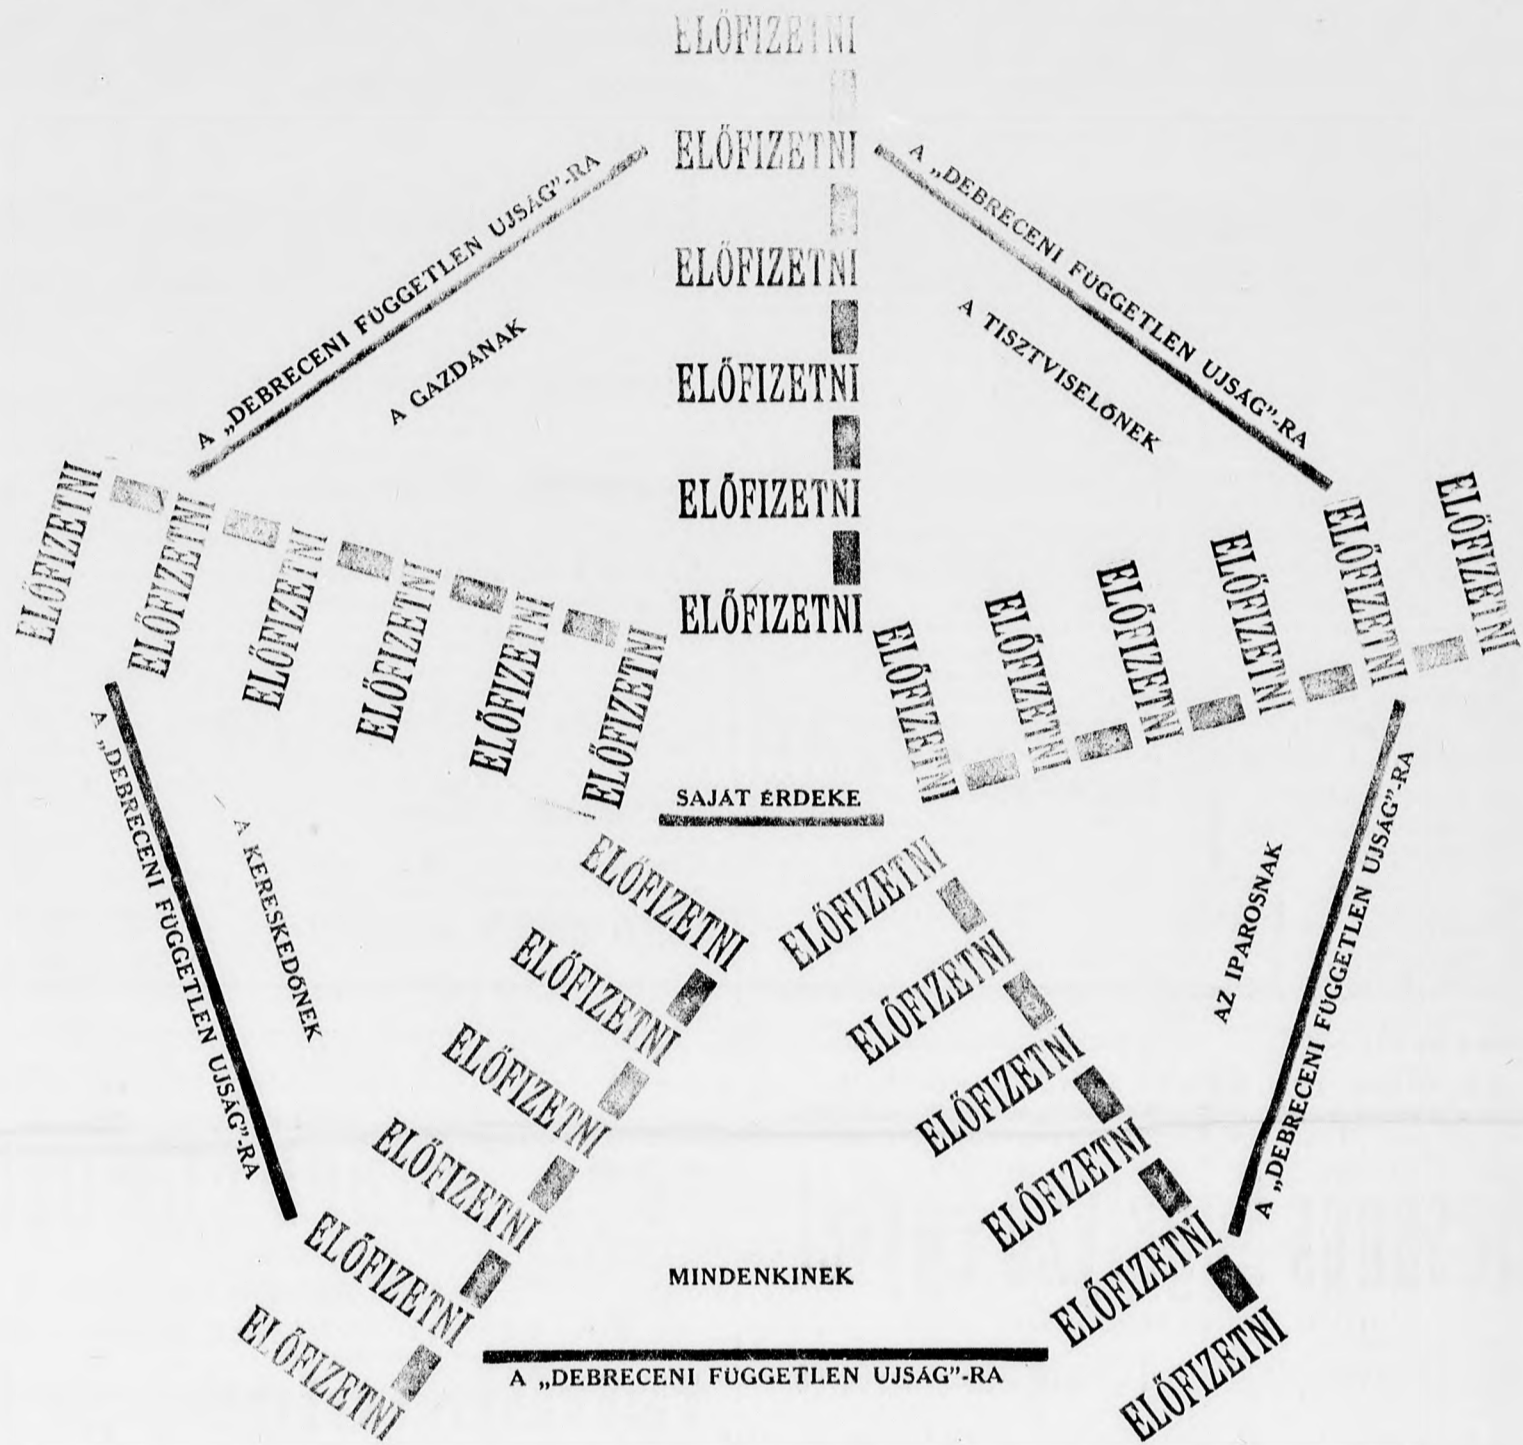 ELŐFIZETNI
ELŐFIZETNI
ELŐFIZETNI
ELŐFIZETNI
ELŐFIZETNI
ELŐFIZETNI
A „DEBRECENI FÜGGETLEN UJSÁG”-RA
A GAZDÁNAK
A „DEBRECENI FÜGGETLEN UJSÁG”-RA
A TISZTVISELŐNEK
ELŐFIZETNI
ELŐFIZETNI
ELŐFIZETNI
ELŐFIZETNI
ELŐFIZETNI
ELŐFIZETNI
ELŐFIZETNI
ELŐFIZETNI
ELŐFIZETNI
ELŐFIZETNI
ELŐFIZETNI
ELŐFIZETNI
SAJÁT ÉRDEKE
A „DEBRECENI FÜGGETLEN UJSÁG”-RA
A KERESKEDŐNEK
AZ IPAROSNAK
A „DEBRECENI FÜGGETLEN UJSÁG”-RA
ELŐFIZETNI
ELŐFIZETNI
ELŐFIZETNI
ELŐFIZETNI
ELŐFIZETNI
ELŐFIZETNI
ELŐFIZETNI
ELŐFIZETNI
ELŐFIZETNI
ELŐFIZETNI
ELŐFIZETNI
ELŐFIZETNI
MINDENKINEK
A „DEBRECENI FÜGGETLEN UJSÁG”-RA